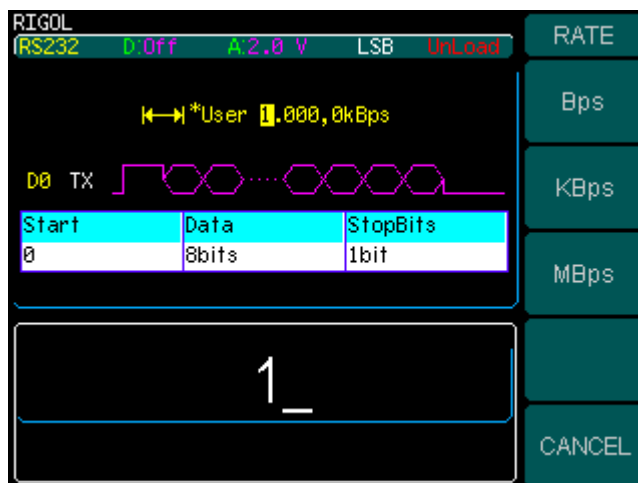 RIGOL
RS232 D:Off A:2.0 V LSB UnLoad
*User 1.000,0kBps
D0 TX
Start Data StopBits
0 8bits 1bit
1_
RATE
Bps
KBps
MBps
CANCEL